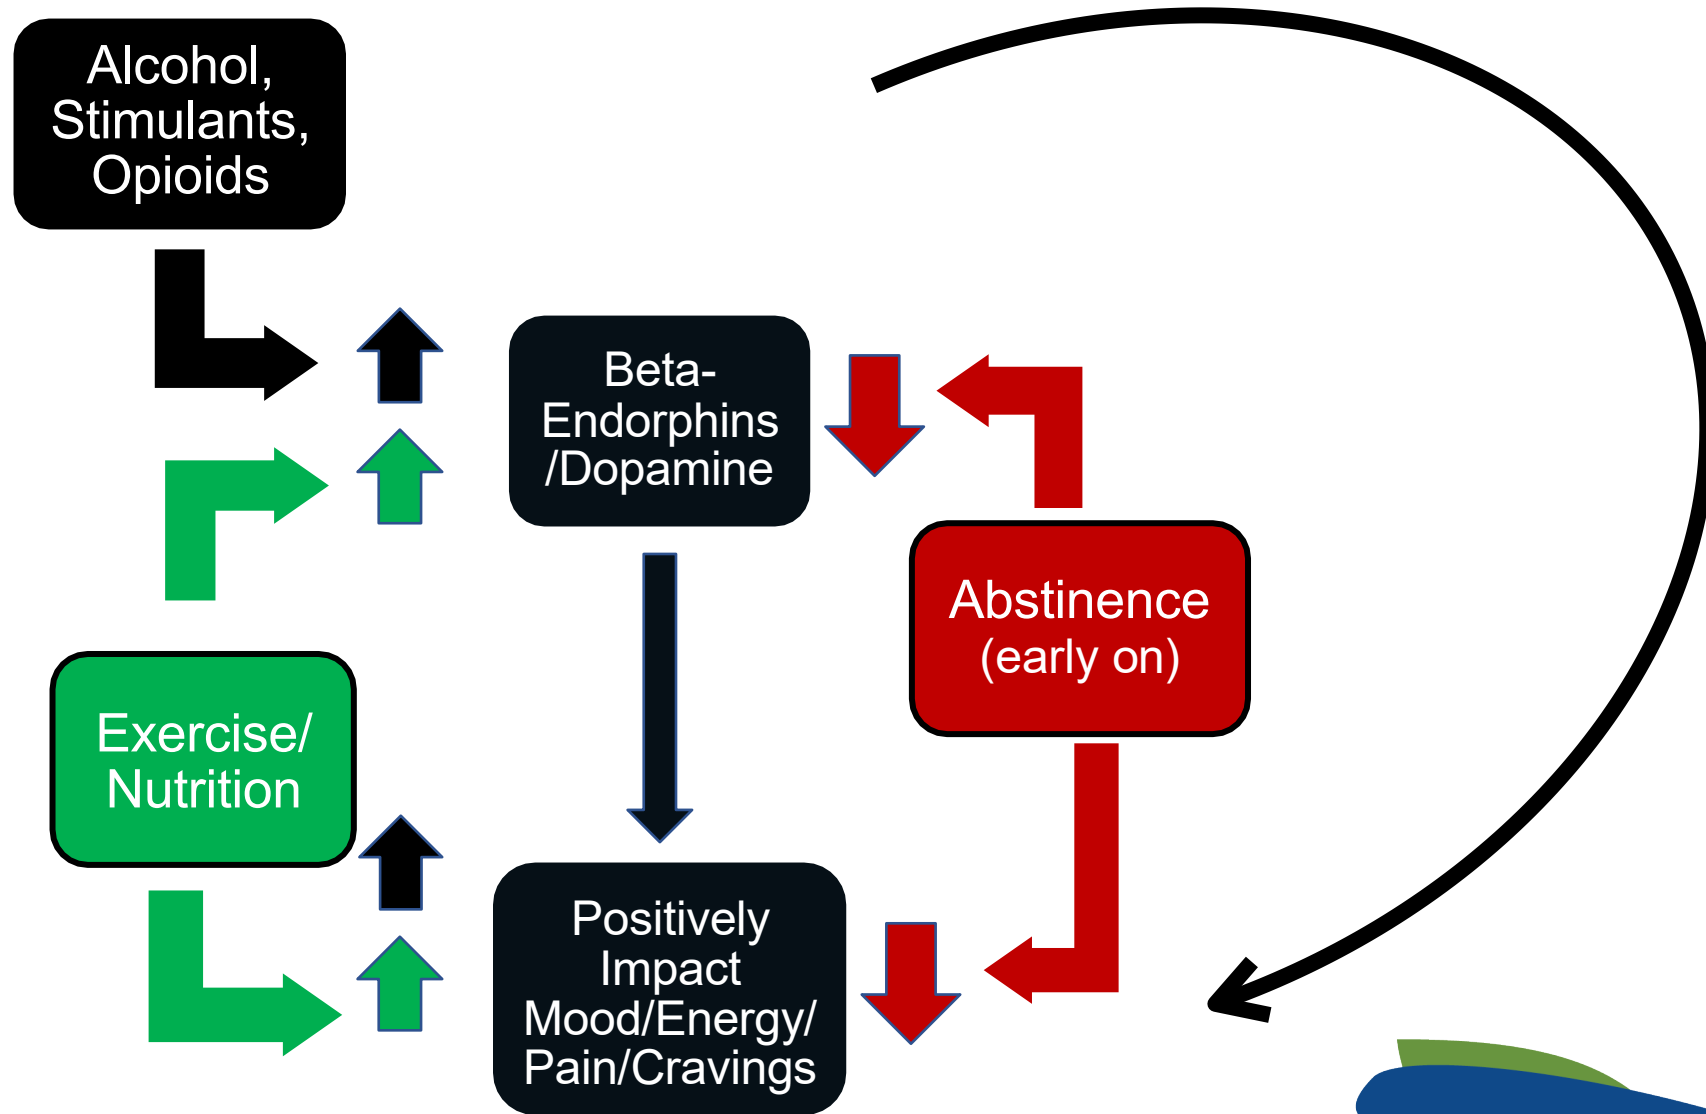 Alcohol,
Stimulants,
Opioids
Beta-
Endorphins
/Dopamine
Abstinence
(early on)
Exercise/
Nutrition
Positively
Impact
Mood/Energy/
Pain/Cravings